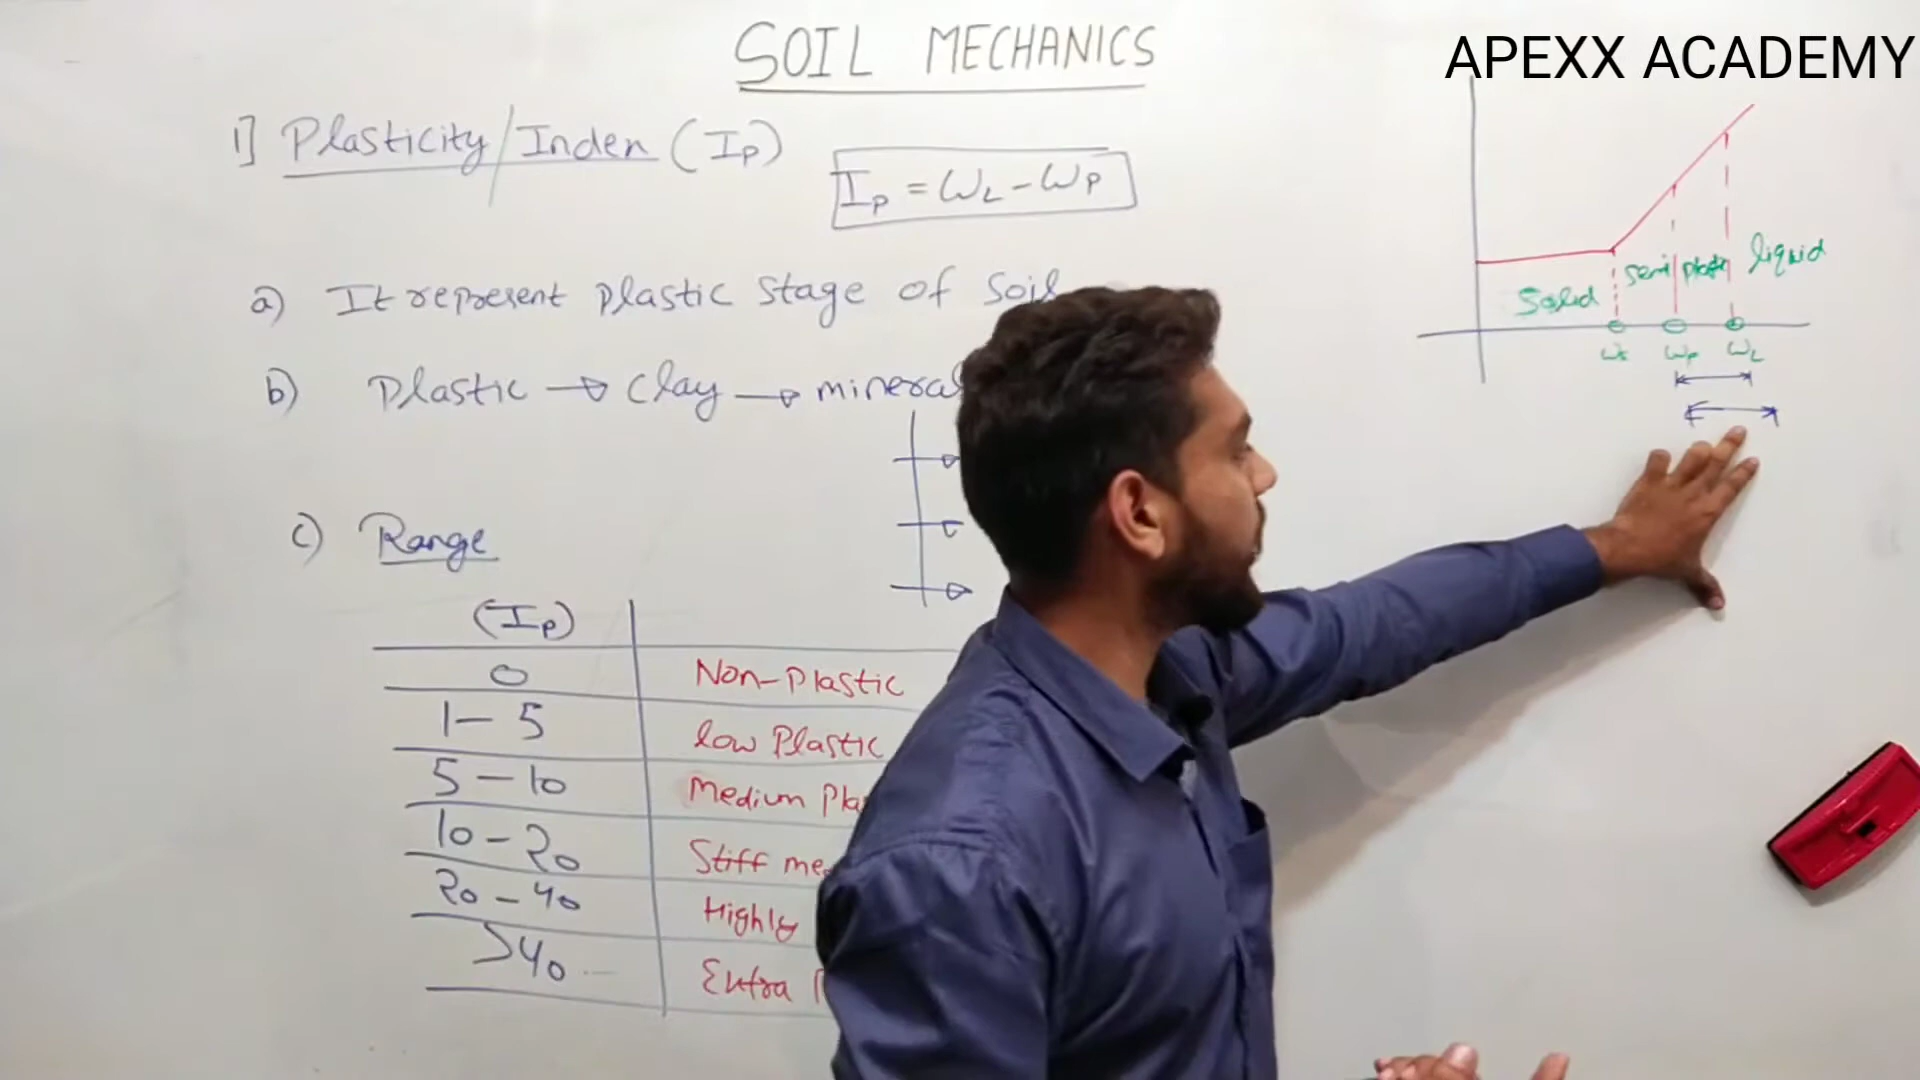 SOIL MECHANICS
APEXX ACADEMY
1] Plasticity/Inden (IP)
IP = WL - WP
a) It represent plastic stage of soil
b) Plastic → Clay → mineral
c) Range
(IP)
0 Non-Plastic
1 - 5 low Plastic
5 - 10 Medium Pla
10 - 20 Stiff me
20 - 40 Highly
>40 Extra
Solid
Semi
plastic
liquid
Ws WP WL